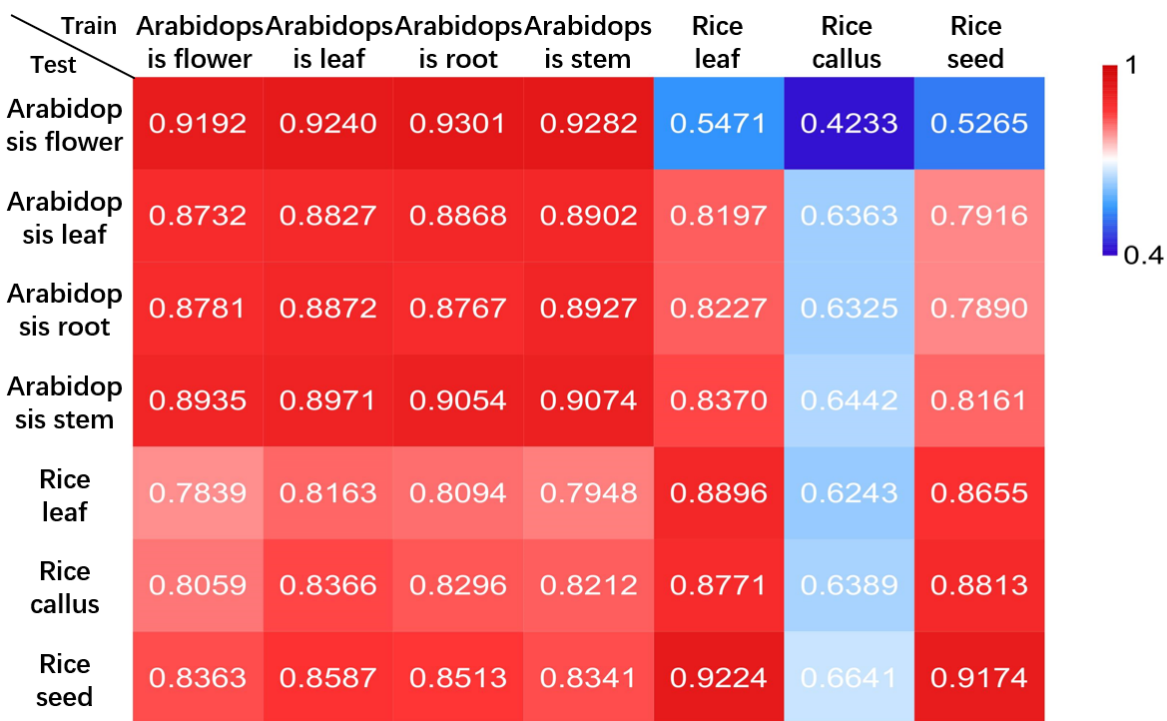 Train Arabidops Arabidops Arabidops Arabidops Rice Rice Rice
Test is flower is leaf is root is stem leaf callus seed
Arabidop
sis flower 0.9192 0.9240 0.9301 0.9282 0.5471 0.4233 0.5265
Arabidop
sis leaf 0.8732 0.8827 0.8868 0.8902 0.8197 0.6363 0.7916
Arabidop
sis root 0.8781 0.8872 0.8767 0.8927 0.8227 0.6325 0.7890
Arabidop
sis stem 0.8935 0.8971 0.9054 0.9074 0.8370 0.6442 0.8161
Rice
leaf 0.7839 0.8163 0.8094 0.7948 0.8896 0.6243 0.8655
Rice
callus 0.8059 0.8366 0.8296 0.8212 0.8771 0.6389 0.8813
Rice
seed 0.8363 0.8587 0.8513 0.8341 0.9224 0.6641 0.9174
1
0.4